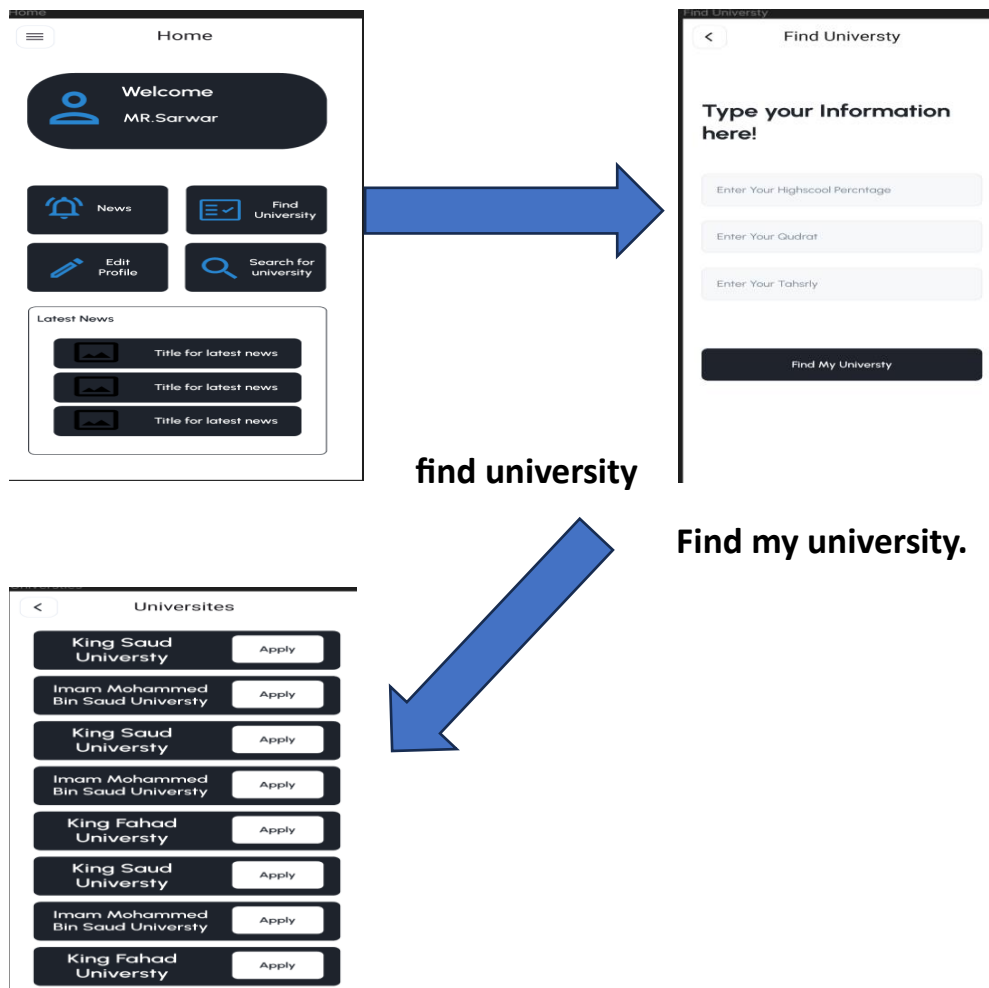 Home
Home
Welcome
MR.Sarwar
News
Find
University
Edit
Profile
Search for
university
Latest News
Title for latest news
Title for latest news
Title for latest news
Find Universty
Find Universty
Type your Information
here!
Enter Your Highscool Percntage
Enter Your Qudrat
Enter Your Tahsrly
Find My Universty
find university
Find my university.
Universites
King Saud
Universty
Apply
Imam Mohammed
Bin Saud Universty
Apply
King Saud
Universty
Apply
Imam Mohammed
Bin Saud Universty
Apply
King Fahad
Universty
Apply
King Saud
Universty
Apply
Imam Mohammed
Bin Saud Universty
Apply
King Fahad
Universty
Apply